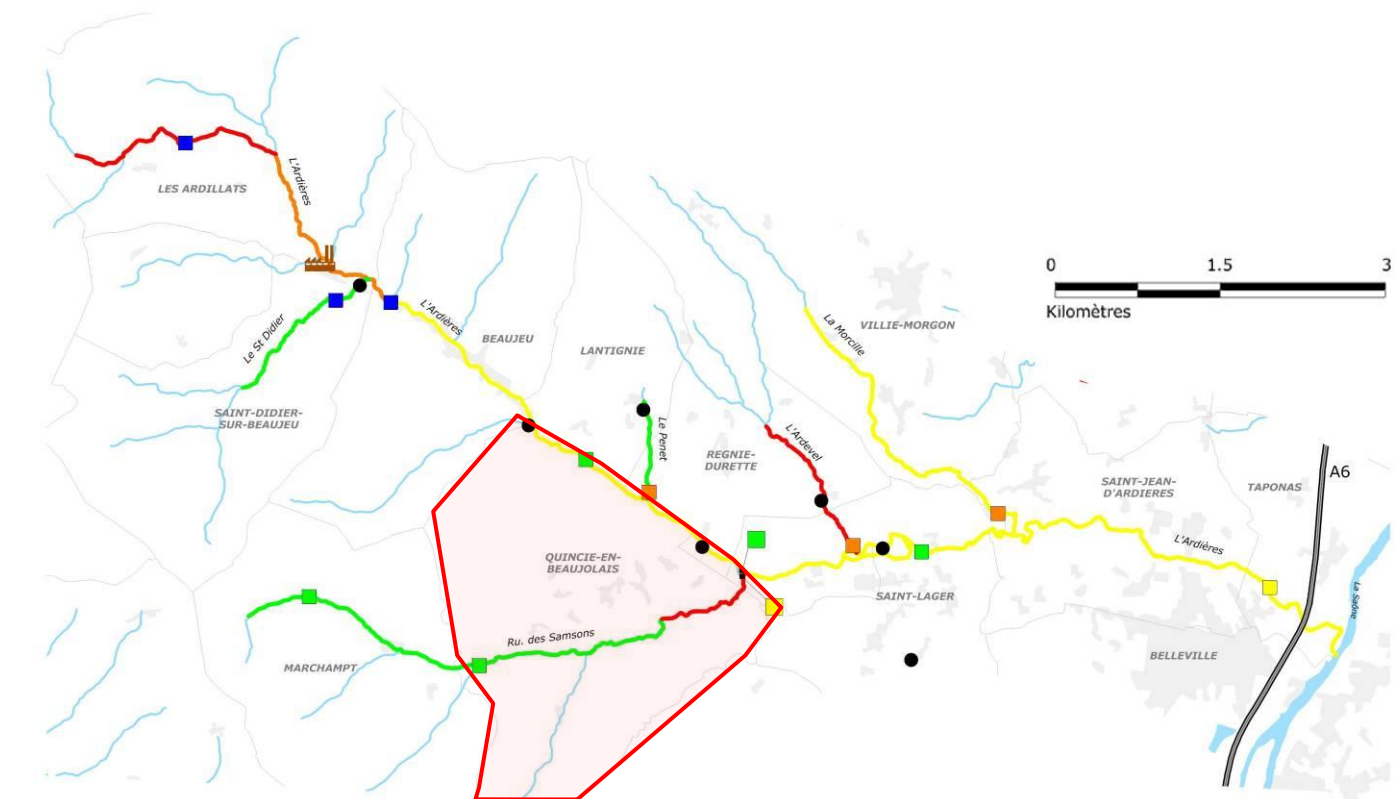 LES ARDILLATS
L'Ardières
Le St Didier
SAINT-DIDIER-
SUR-BEAUJEU
L'Ardières
BEAUJEU
LANTIGNIE
Le Penet
REGNIE-
DURETTE
L'Ardevel
La Morcille
VILLIE-MORGON
0 1.5 3
Kilomètres
A6
SAINT-JEAN-
D'ARDIERES
TAPONAS
L'Ardières
La Saône
QUINCIE-EN-
BEAUJOLAIS
SAINT-LAGER
Ru. des Samsons
MARCHAMPT
BELLEVILLE